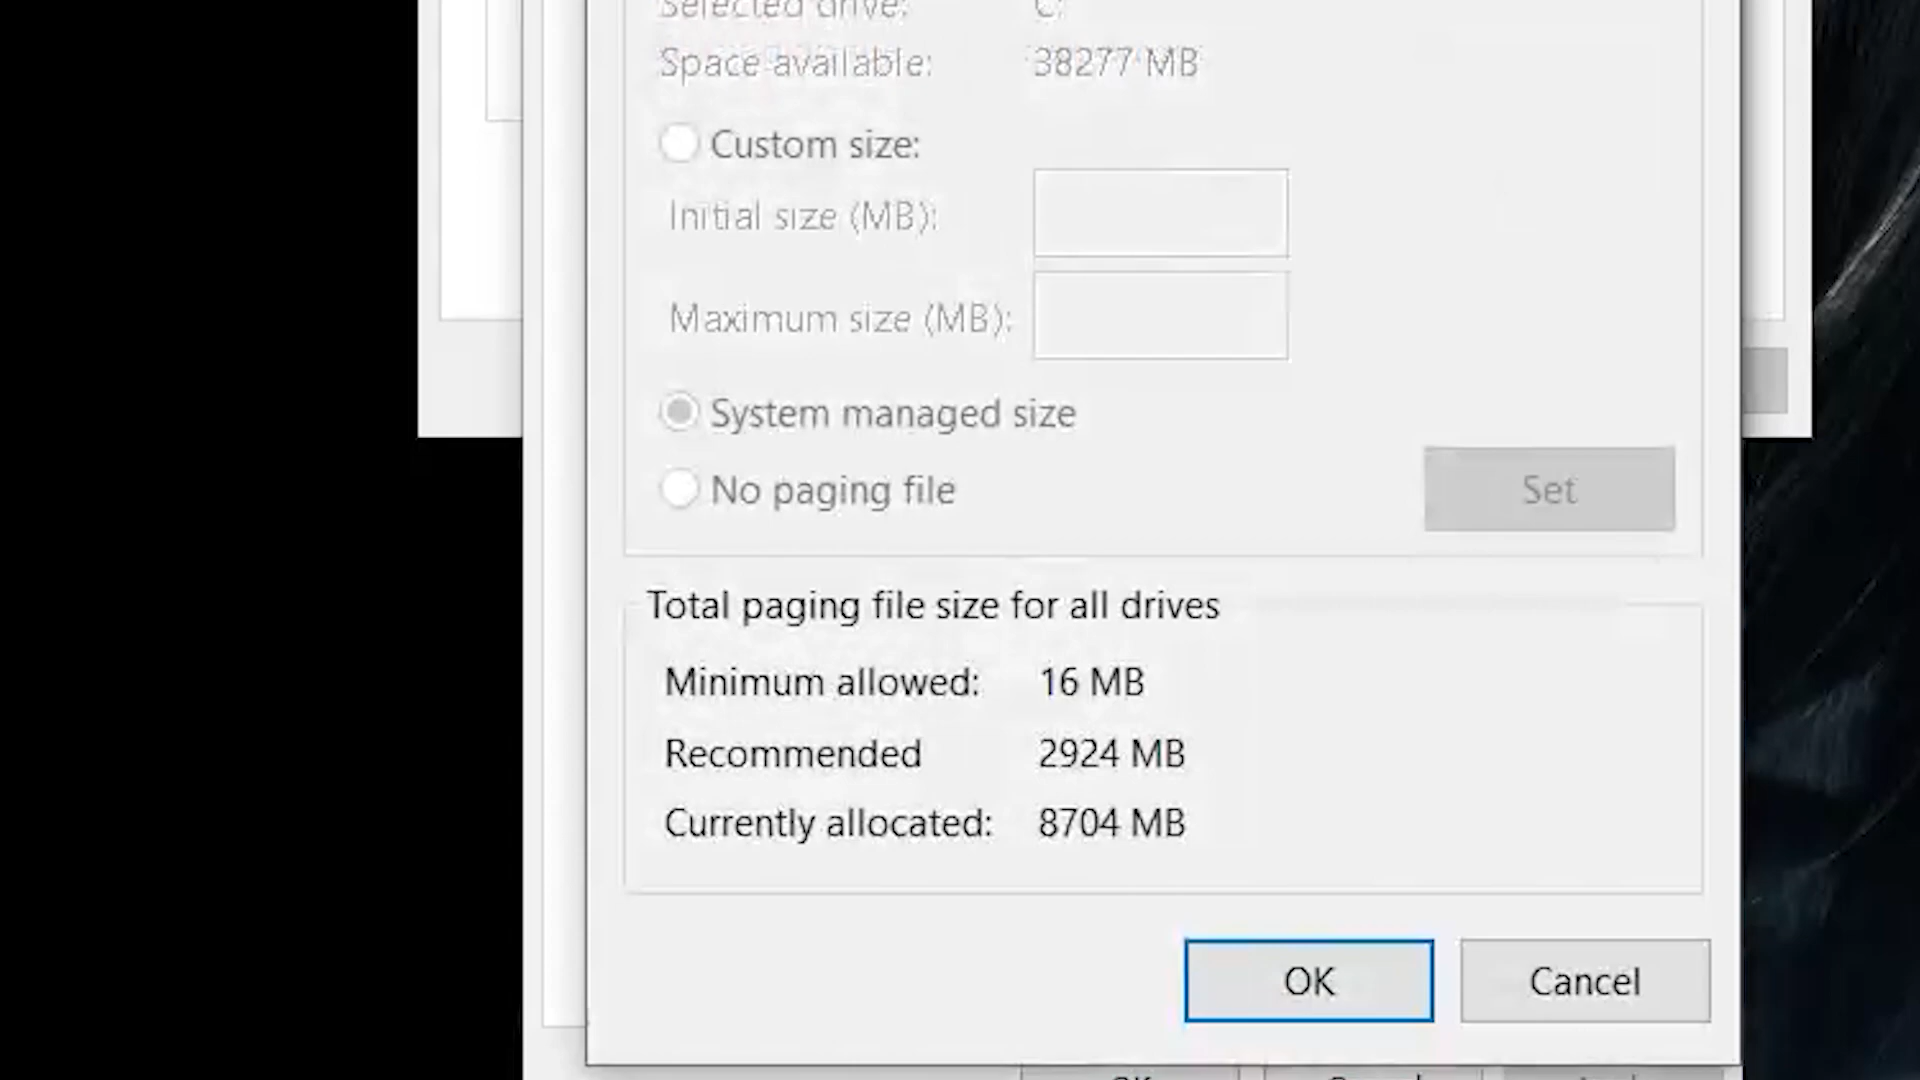 Selected drive: C:
Space available: 38277 MB
Custom size:
Initial size (MB):
Maximum size (MB):
System managed size
No paging file
Set
Total paging file size for all drives
Minimum allowed: 16 MB
Recommended 2924 MB
Currently allocated: 8704 MB
OK Cancel